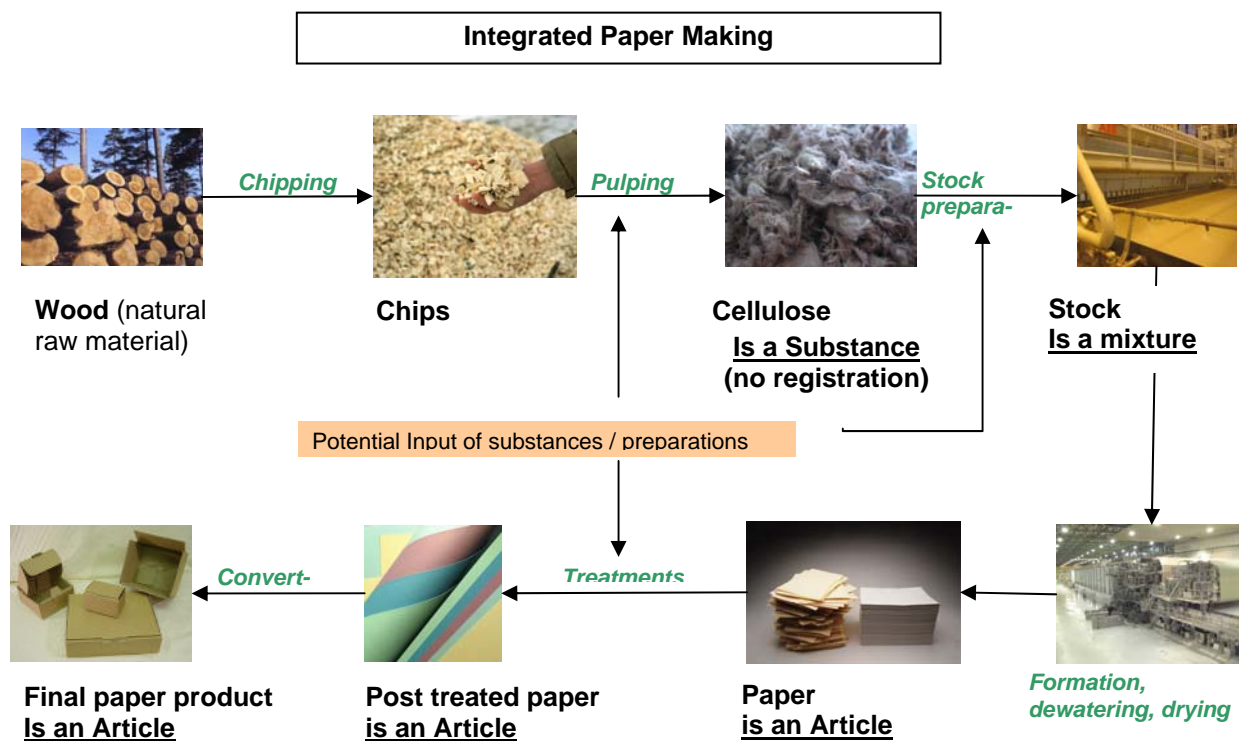 Integrated Paper Making
Chipping
Pulping
Stock
prepara-
Wood (natural
raw material)
Chips
Cellulose
Is a Substance
(no registration)
Stock
Is a mixture
Potential Input of substances / preparations
Convert-
Treatments
Final paper product
Is an Article
Post treated paper
is an Article
Paper
is an Article
Formation,
dewatering, drying